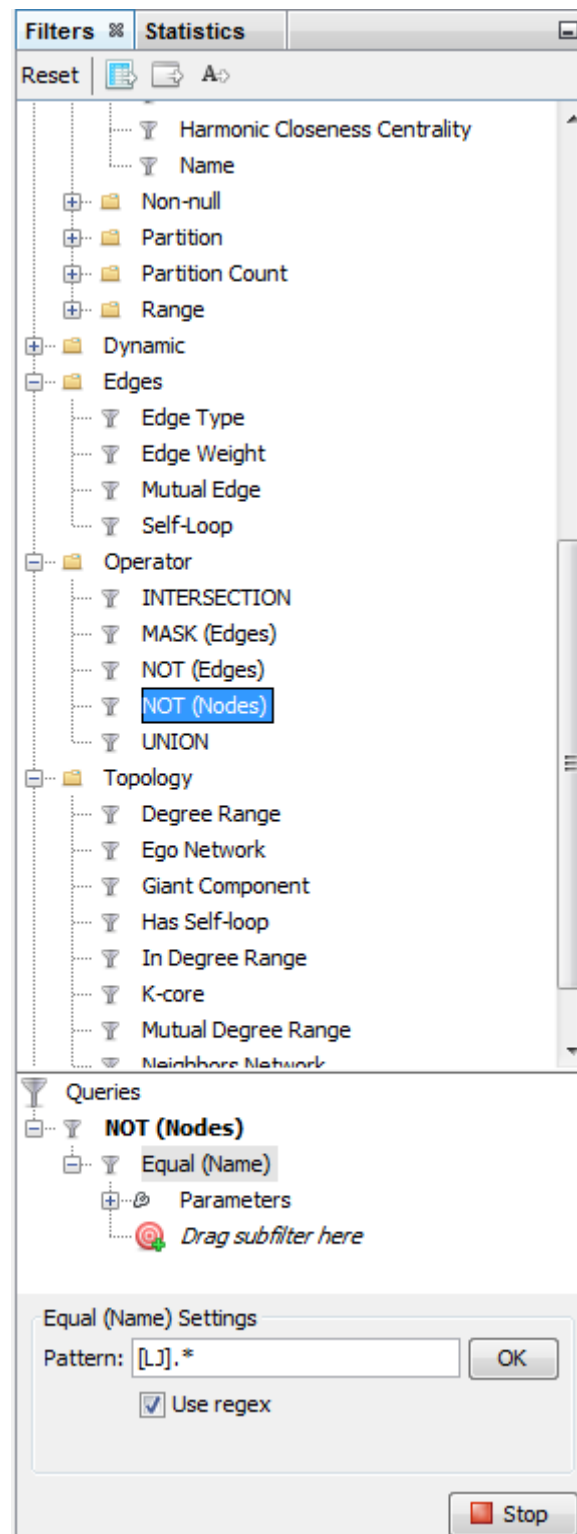 Filters Statistics
Reset A
Harmonic Closeness Centrality
Name
Non-null
Partition
Partition Count
Range
Dynamic
Edges
Edge Type
Edge Weight
Mutual Edge
Self-Loop
Operator
INTERSECTION
MASK (Edges)
NOT (Edges)
NOT (Nodes)
UNION
Topology
Degree Range
Ego Network
Giant Component
Has Self-loop
In Degree Range
K-core
Mutual Degree Range
Neighbors Network
Queries
NOT (Nodes)
Equal (Name)
Parameters
Drag subfilter here
Equal (Name) Settings
Pattern: [LJ].* OK
Use regex
Stop